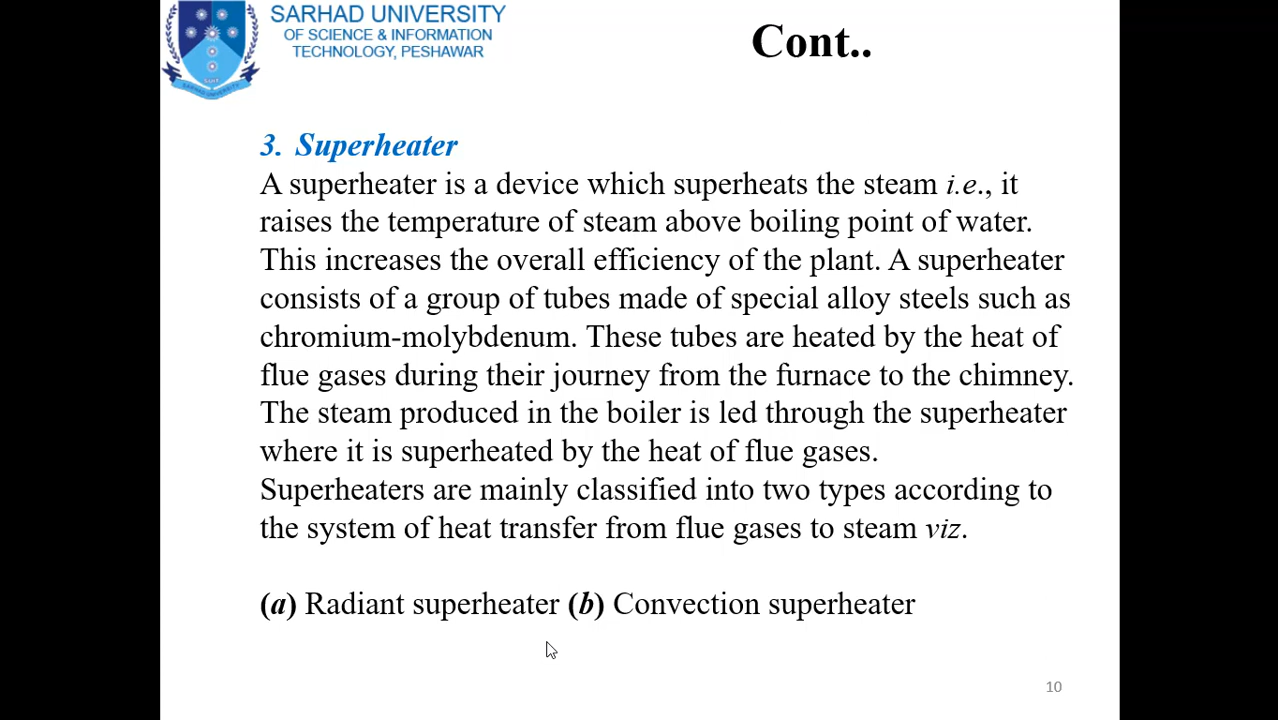 SARHAD UNIVERSITY
OF SCIENCE & INFORMATION
TECHNOLOGY, PESHAWAR
Cont..
3. Superheater
A superheater is a device which superheats the steam i.e., it
raises the temperature of steam above boiling point of water.
This increases the overall efficiency of the plant. A superheater
consists of a group of tubes made of special alloy steels such as
chromium-molybdenum. These tubes are heated by the heat of
flue gases during their journey from the furnace to the chimney.
The steam produced in the boiler is led through the superheater
where it is superheated by the heat of flue gases.
Superheaters are mainly classified into two types according to
the system of heat transfer from flue gases to steam viz.
(a) Radiant superheater (b) Convection superheater
10